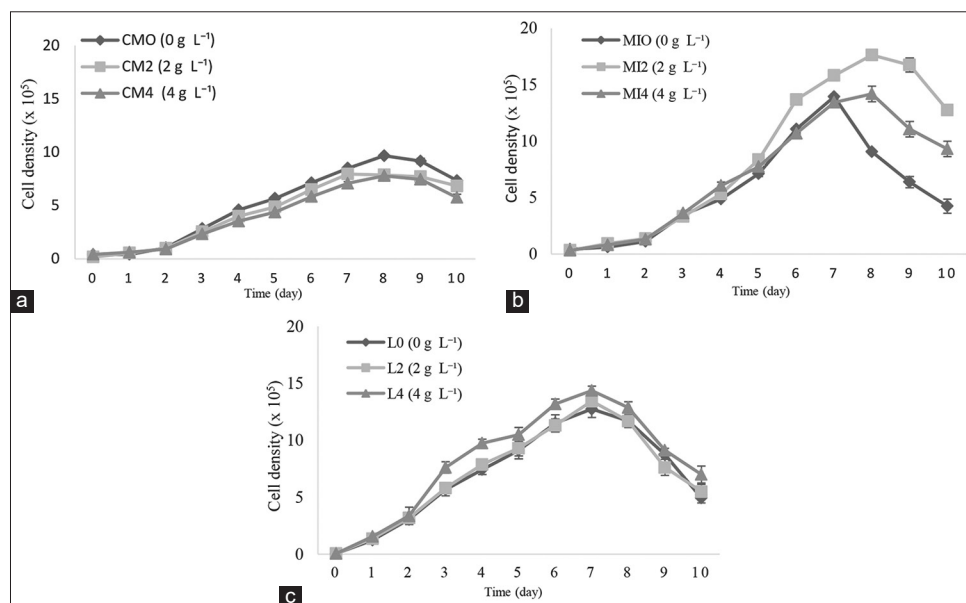 20
15
10
5
0
Cell density (x 10⁵)
CMO (0 g L⁻¹)
CM2 (2 g L⁻¹)
CM4 (4 g L⁻¹)
0 1 2 3 4 5 6 7 8 9 10
Time (day)
a
20
15
10
5
0
Cell density (x 10⁵)
MIO (0 g L⁻¹)
MI2 (2 g L⁻¹)
MI4 (4 g L⁻¹)
0 1 2 3 4 5 6 7 8 9 10
Time (day)
b
20
15
10
5
0
Cell density (x 10⁵)
L0 (0 g L⁻¹)
L2 (2 g L⁻¹)
L4 (4 g L⁻¹)
0 1 2 3 4 5 6 7 8 9 10
Time (day)
c